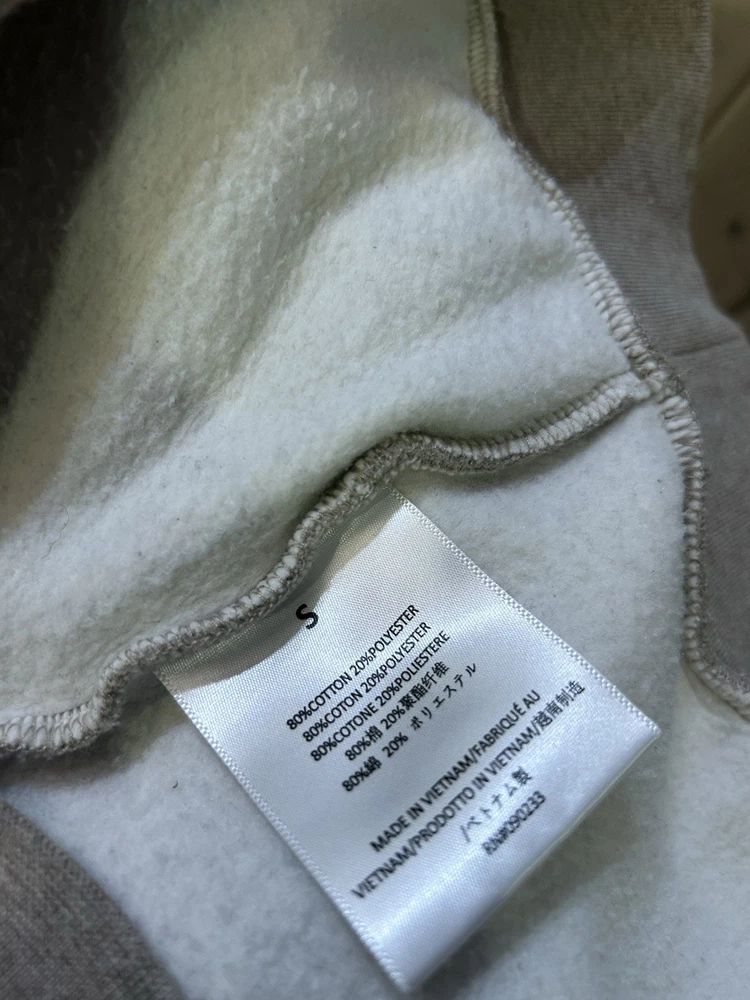 S
80%COTTON 20%POLYESTER
80%COTON 20%POLYESTER
80%COTONE 20%POLIESTERE
80%棉 20%聚酯纤维
80%綿 20% ポリエステル
MADE IN VIETNAM/FABRIQUÉ AU
VIETNAM/PRODOTTO IN VIETNAM/越南制造
/ベトナム製
RN#090233